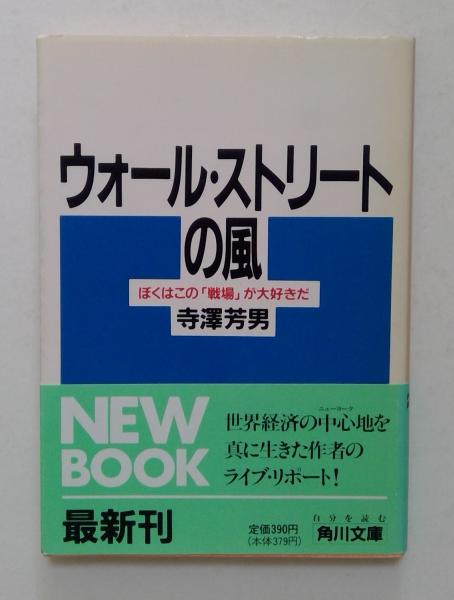 ウォール・ストリート
の風
ぼくはこの「戦場」が大好きだ
寺澤芳男
NEW
BOOK
最新刊
ニューヨーク
世界経済の中心地を
真に生きた作者の
ライブ・リポート!
定価390円
(本体379円)
自分を読む
角川文庫